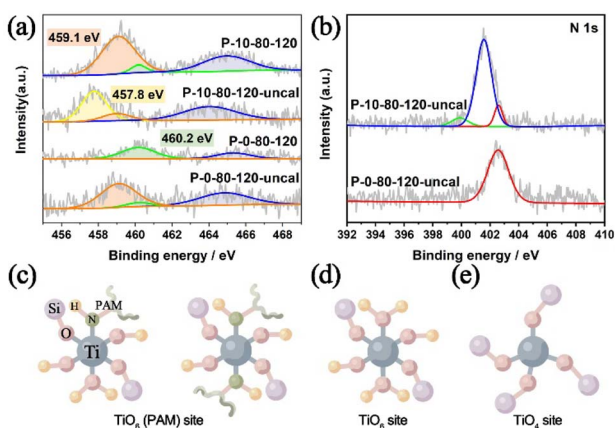 (a)
459.1 eV
P-10-80-120
457.8 eV
P-10-80-120-uncal
460.2 eV
P-0-80-120
P-0-80-120-uncal
Intensity(a.u.)
456 458 460 462 464 466 468
Binding energy / eV
(b)
N 1s
P-10-80-120-uncal
P-0-80-120-uncal
Intensity(a.u.)
392 394 396 398 400 402 404 406 408 410
Binding energy / eV
(c)
Si H PAM
N
O
Ti
TiO₆ (PAM) site
(d)
TiO₆ site
(e)
TiO₄ site